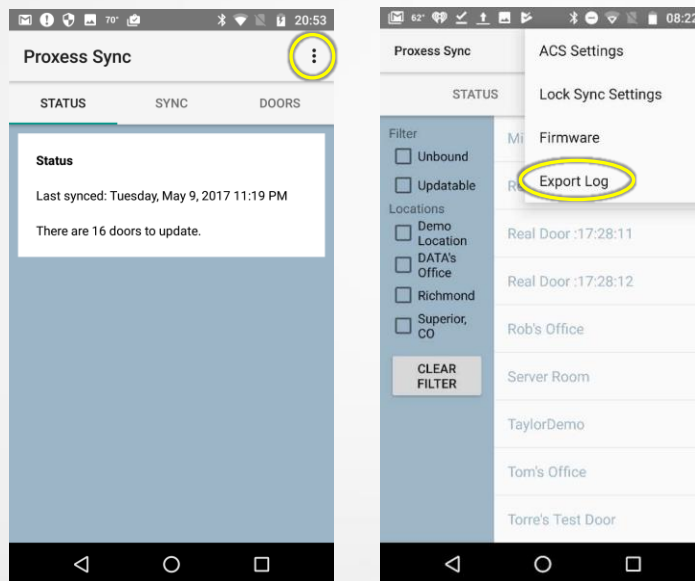 70°
20:53
Proxess Sync
STATUS SYNC DOORS
Status
Last synced: Tuesday, May 9, 2017 11:19 PM
There are 16 doors to update.
62° 08:22
Proxess Sync
STATUS
ACS Settings
Lock Sync Settings
Firmware
Export Log
Filter
Unbound
Updatable
Locations
Demo
Location
DATA's
Office
Richmond
Superior,
CO
CLEAR
FILTER
Mi
R
Real Door :17:28:11
Real Door :17:28:12
Rob's Office
Server Room
TaylorDemo
Tom's Office
Torre's Test Door